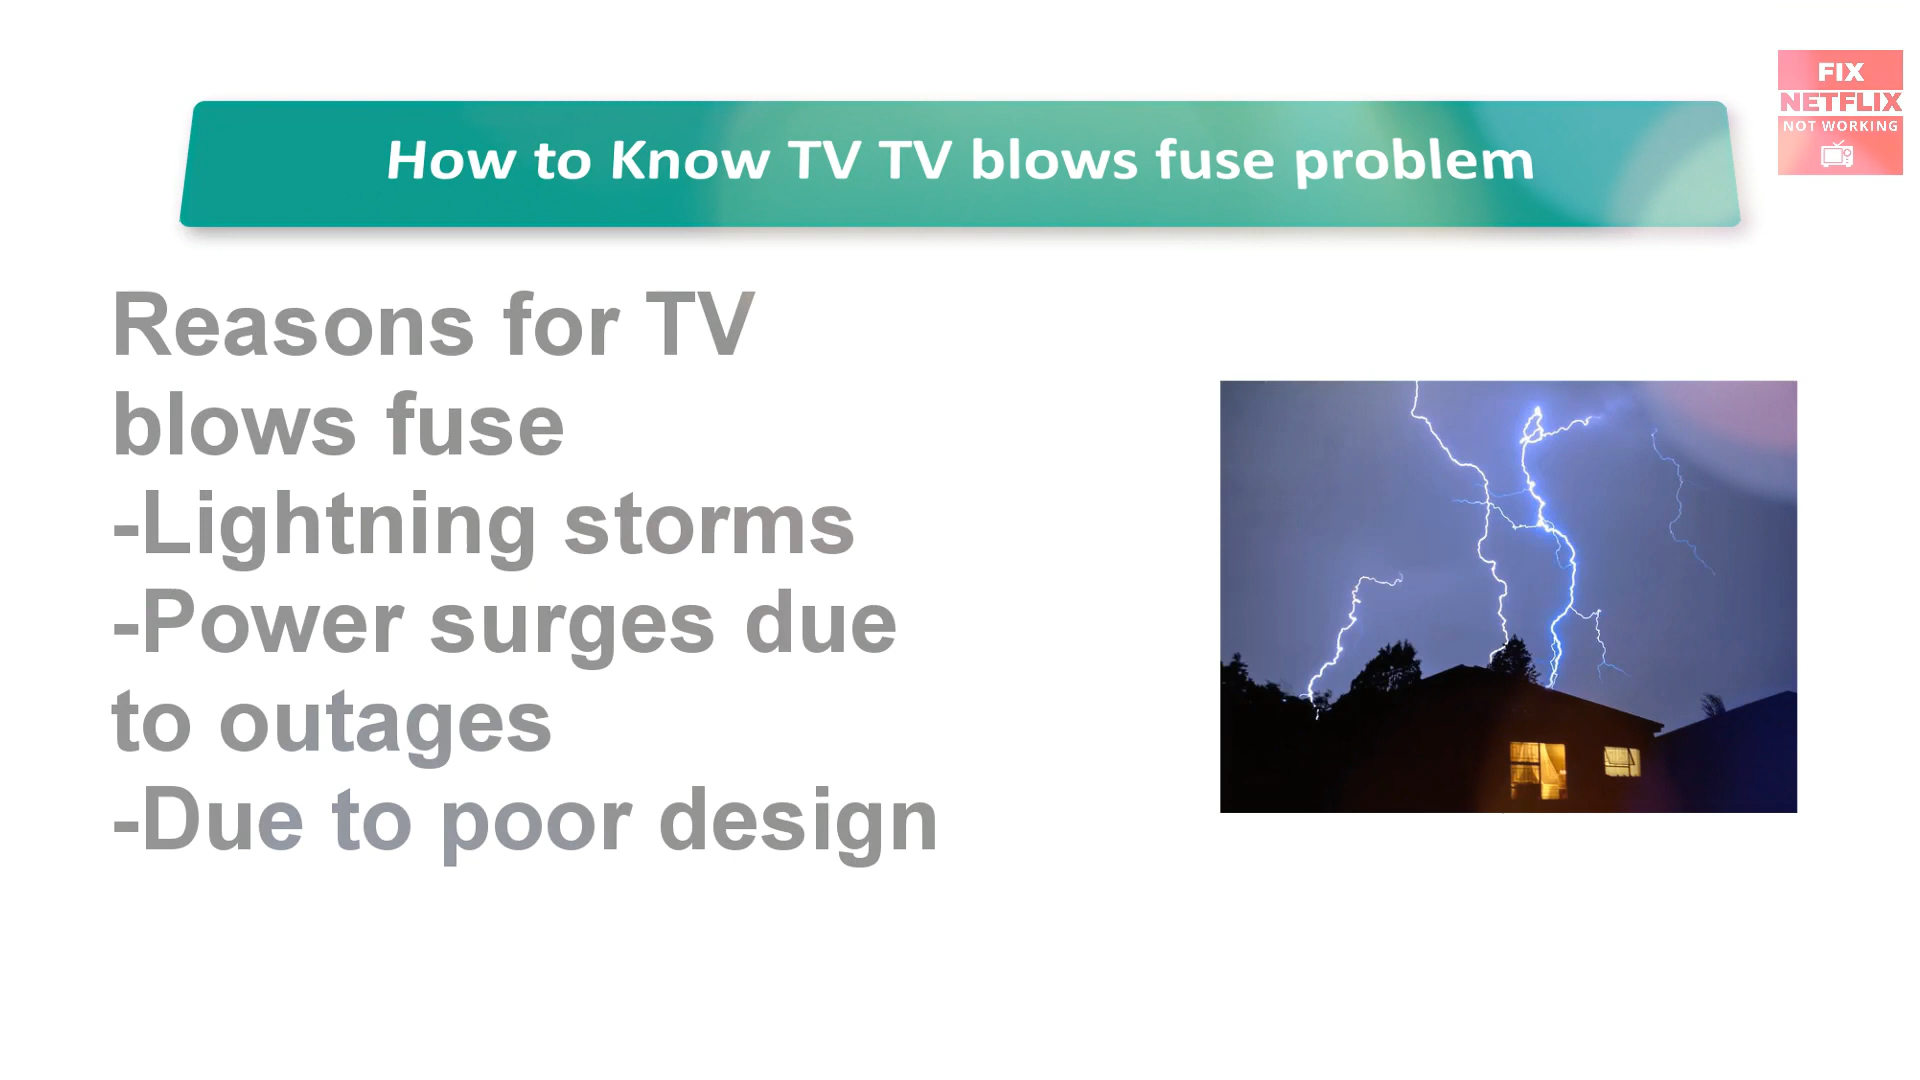 FIX
NETFLIX
NOT WORKING
How to Know TV TV blows fuse problem
Reasons for TV
blows fuse
-Lightning storms
-Power surges due
to outages
-Due to poor design